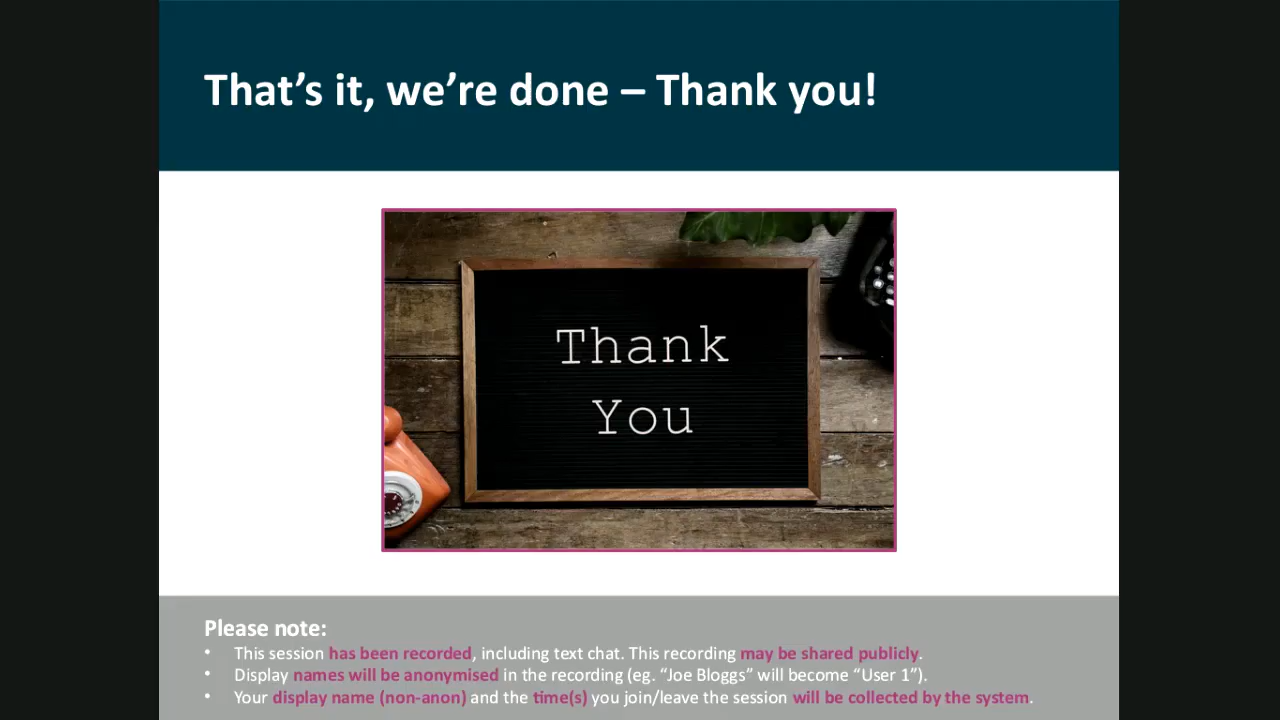 That’s it, we’re done – Thank you!
Thank
You
Please note:
• This session has been recorded, including text chat. This recording may be shared publicly.
• Display names will be anonymised in the recording (eg. “Joe Bloggs” will become “User 1”).
• Your display name (non-anon) and the time(s) you join/leave the session will be collected by the system.